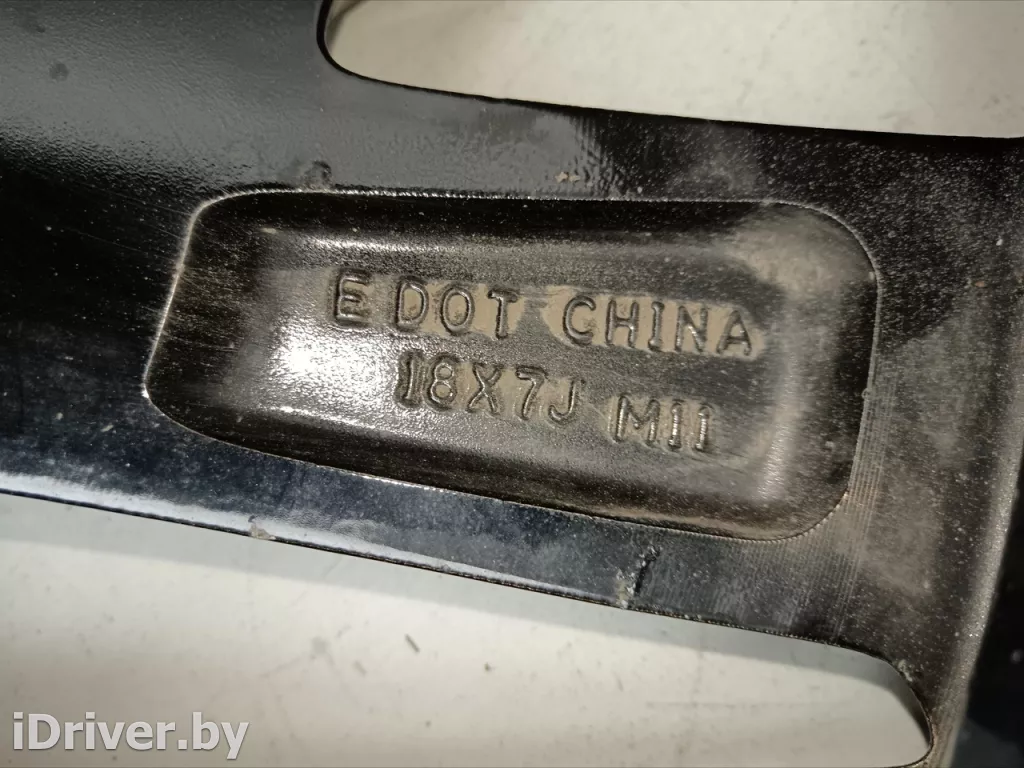 E DOT CHINA
18X7J M11
iDriver.by